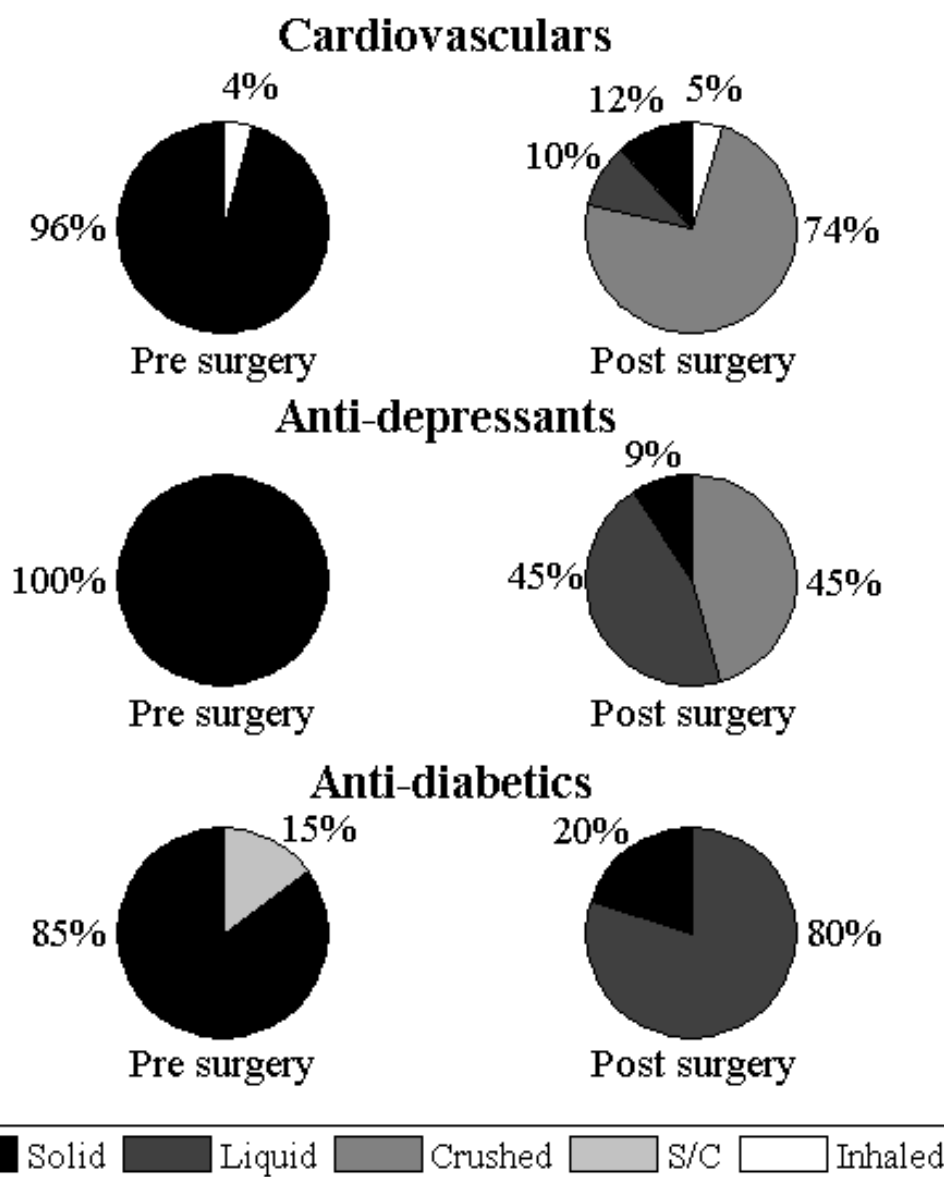 Cardiovasculars
4%
12% 5%
10%
96%
74%
Pre surgery
Post surgery
Anti-depressants
9%
100%
45%
45%
Pre surgery
Post surgery
Anti-diabetics
15%
20%
85%
80%
Pre surgery
Post surgery
Solid Liquid Crushed S/C Inhaled